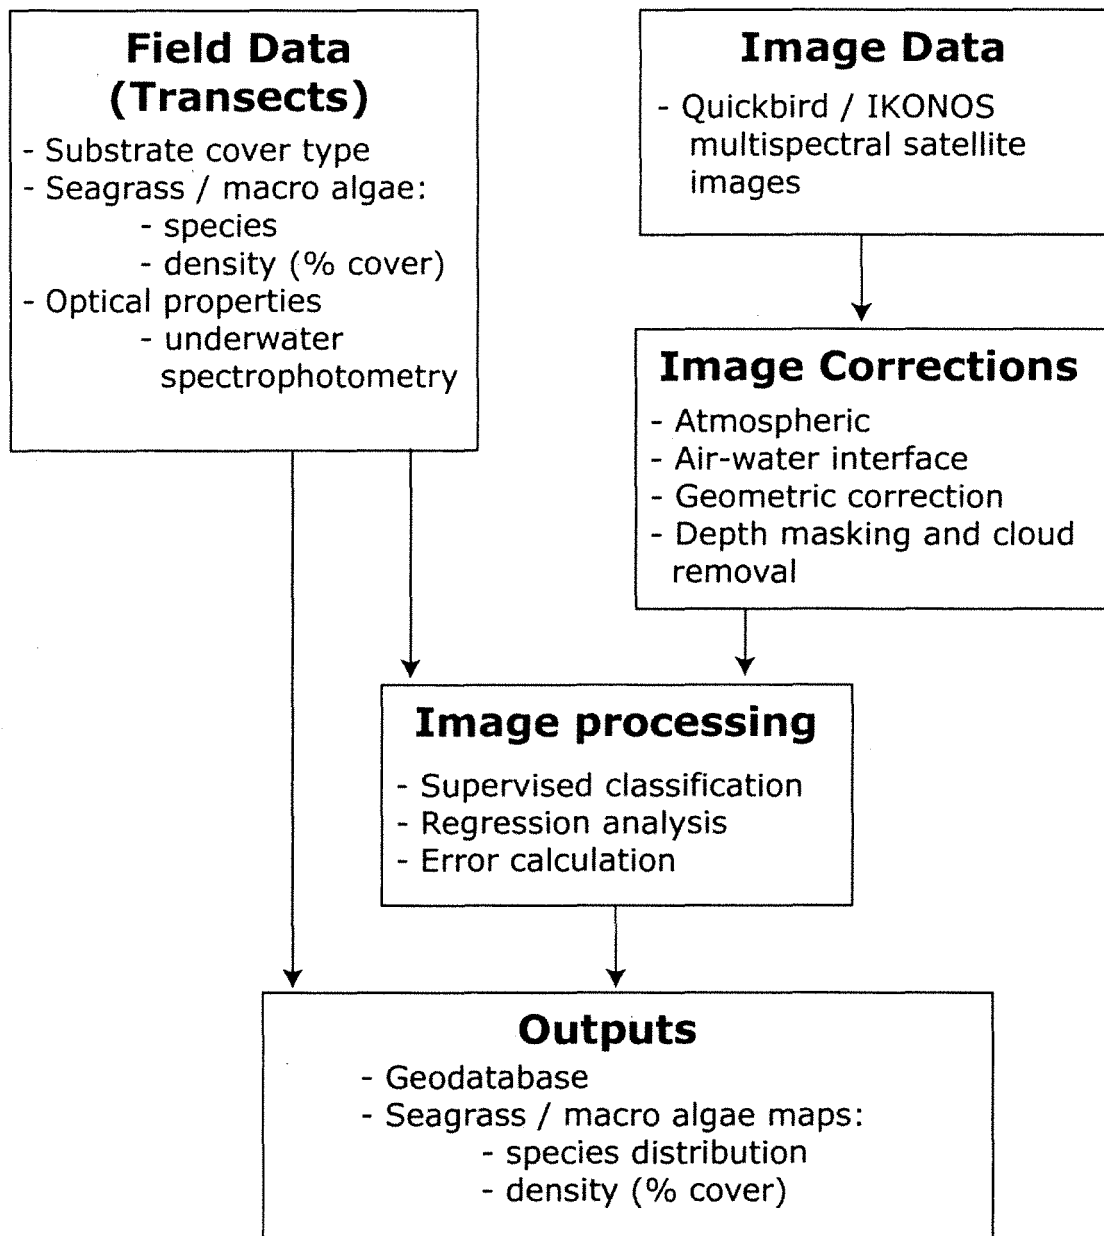 Field Data
(Transects)
- Substrate cover type
- Seagrass / macro algae:
- species
- density (% cover)
- Optical properties
- underwater
spectrophotometry
Image Data
- Quickbird / IKONOS
multispectral satellite
images
Image Corrections
- Atmospheric
- Air-water interface
- Geometric correction
- Depth masking and cloud
removal
Image processing
- Supervised classification
- Regression analysis
- Error calculation
Outputs
- Geodatabase
- Seagrass / macro algae maps:
- species distribution
- density (% cover)